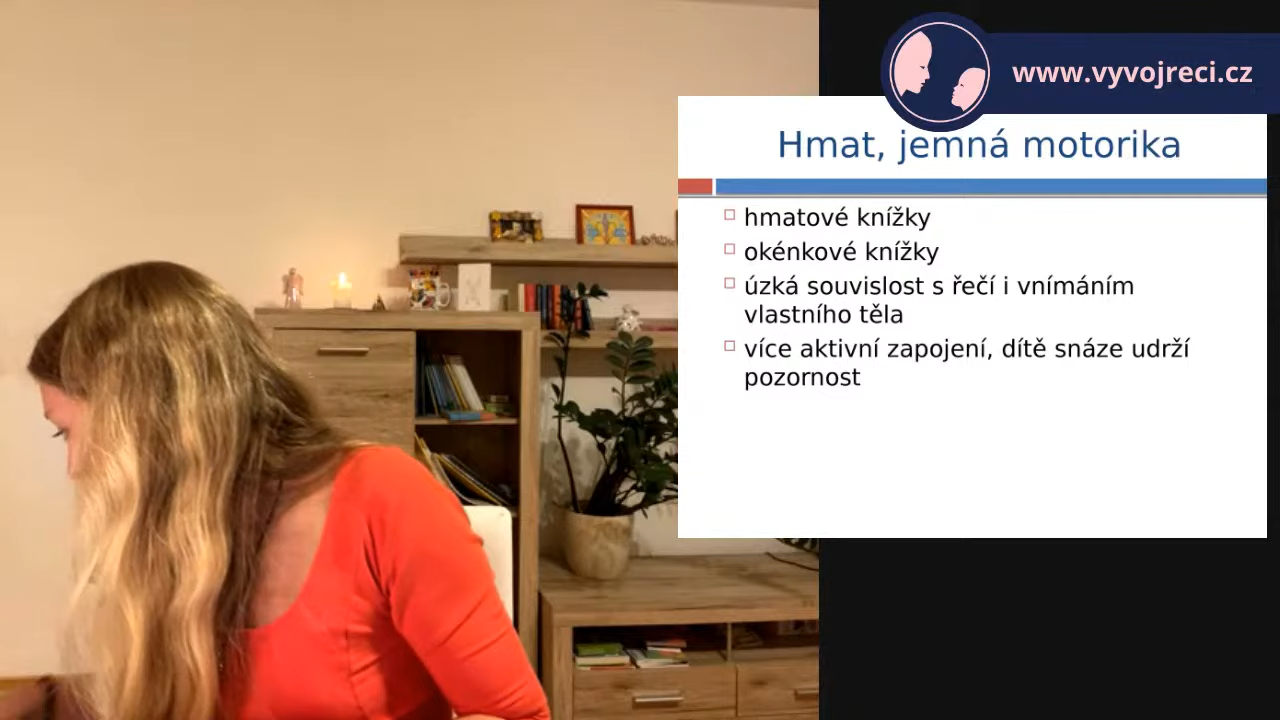 www.vyvojreci.cz
Hmat, jemná motorika
hmatové knížky
okénkové knížky
úzká souvislost s řečí i vnímáním
vlastního těla
více aktivní zapojení, dítě snáze udrží
pozornost